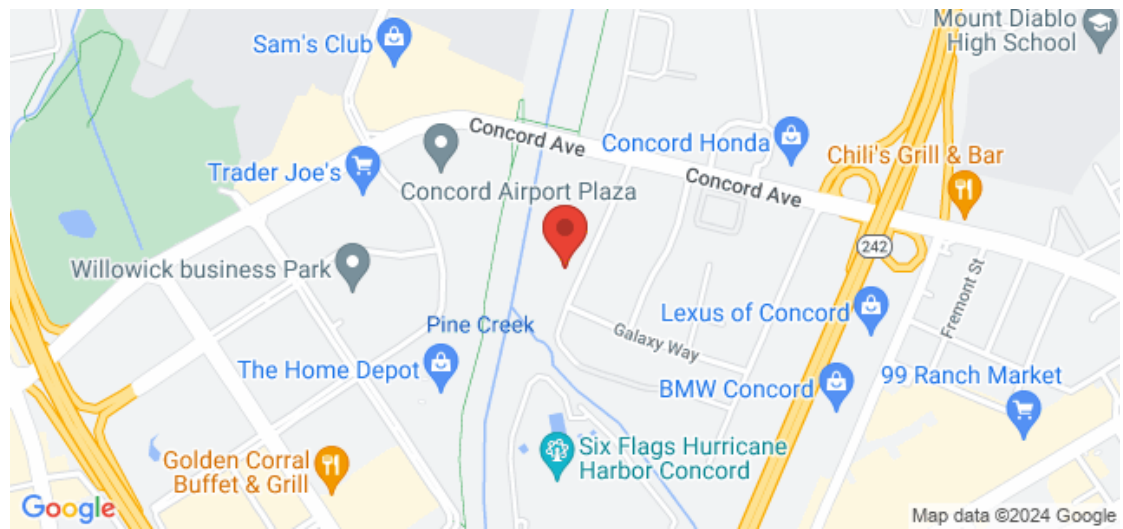 Mount Diablo
High School
Sam's Club
Concord Ave
Concord Honda
Chili's Grill & Bar
Trader Joe's
Concord Airport Plaza
Concord Ave
242
Willowick business Park
Fremont St
Lexus of Concord
Pine Creek
Galaxy Way
The Home Depot
BMW Concord
99 Ranch Market
Six Flags Hurricane
Harbor Concord
Golden Corral
Buffet & Grill
Google
Map data ©2024 Google